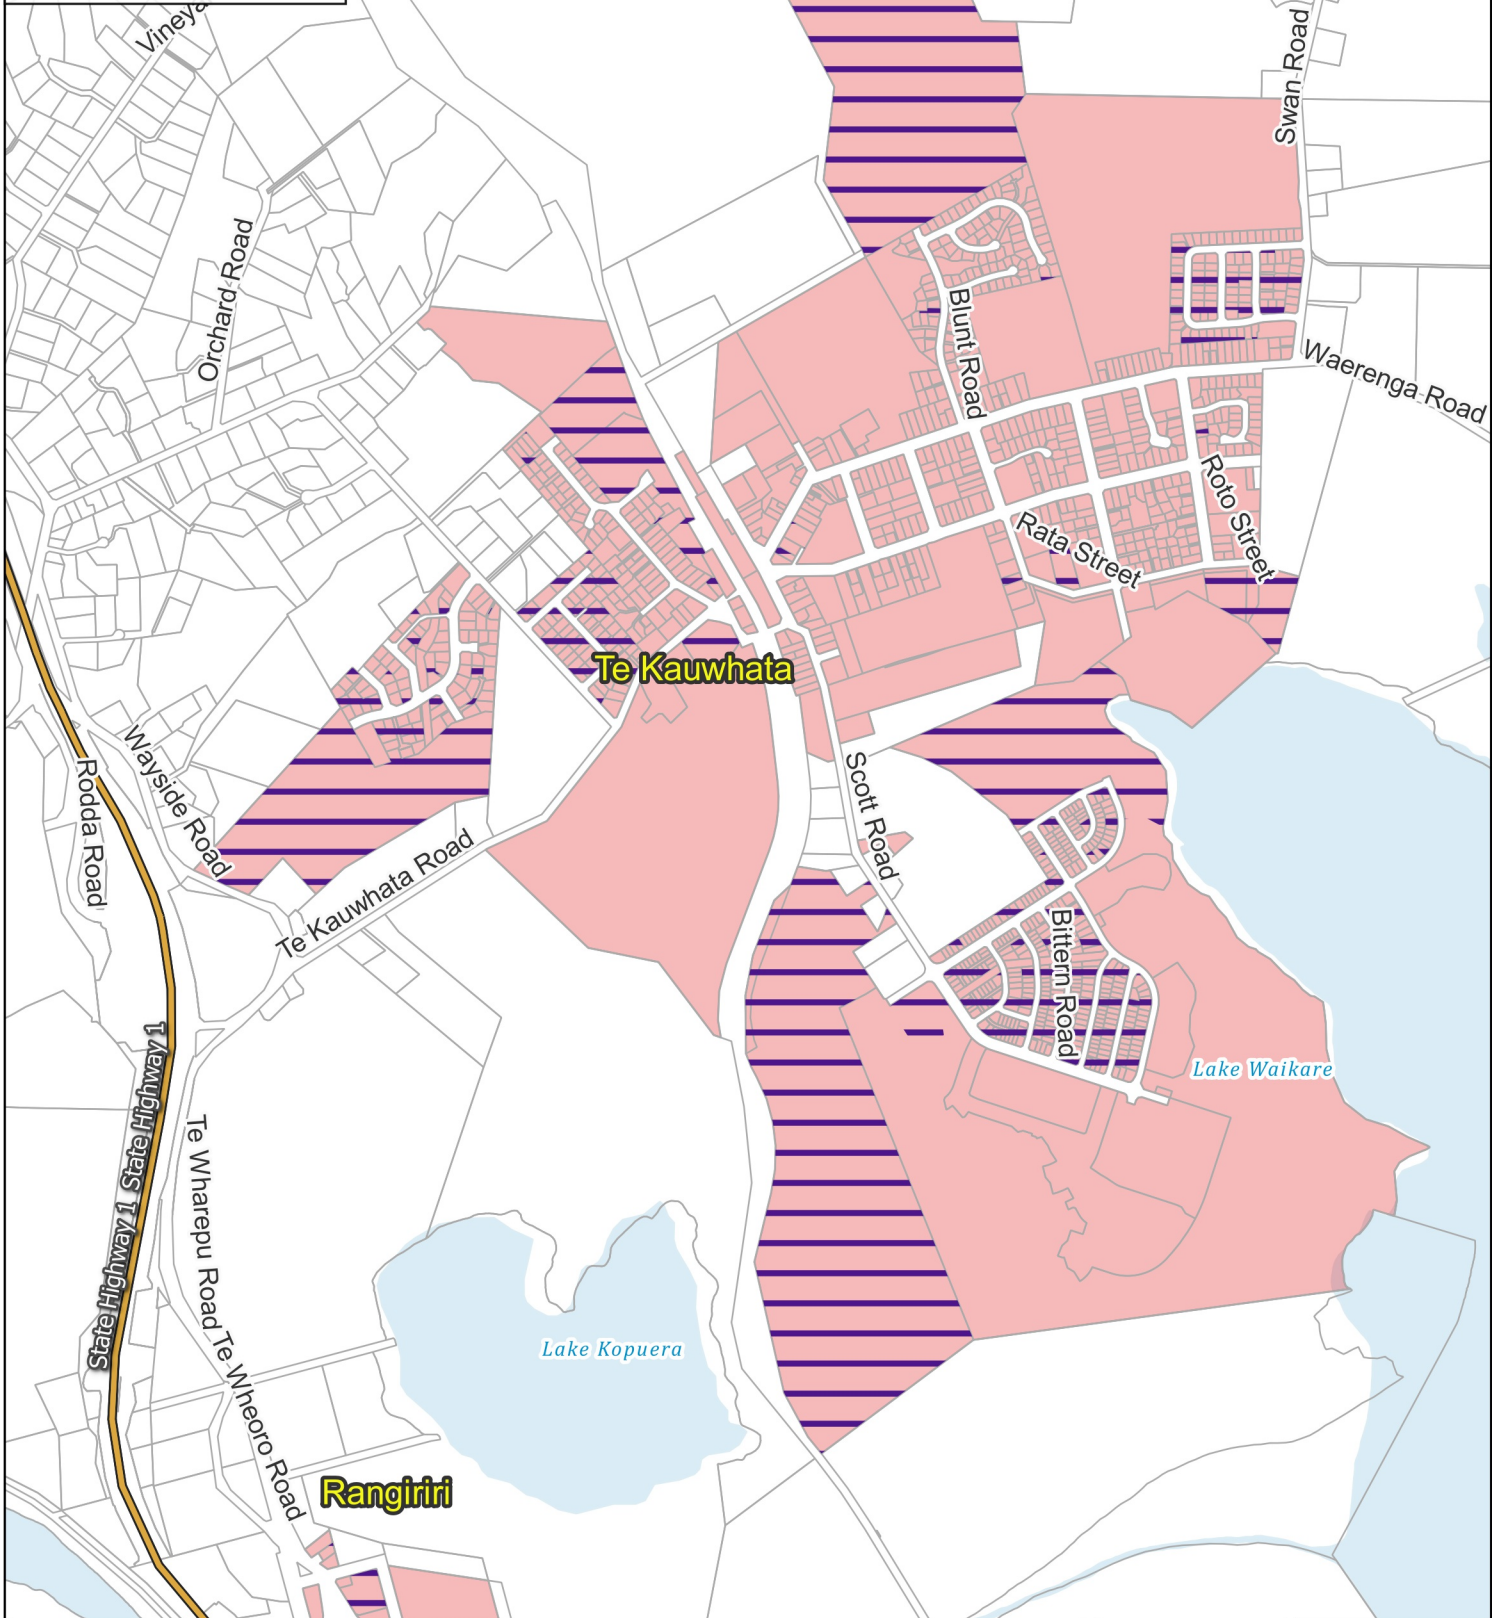 Swan Road
Orchard Road
Blunt Road
Waerenga Road
Roto Street
Rata Street
Te Kauwhata
Wayside Road
Rodda Road
Scott Road
Te Kauwhata Road
Bittern Road
State Highway 1
Lake Waikare
Te Wharepu Road
State Highway 1
Lake Kopuera
Te Wheoro Road
Rangiriri